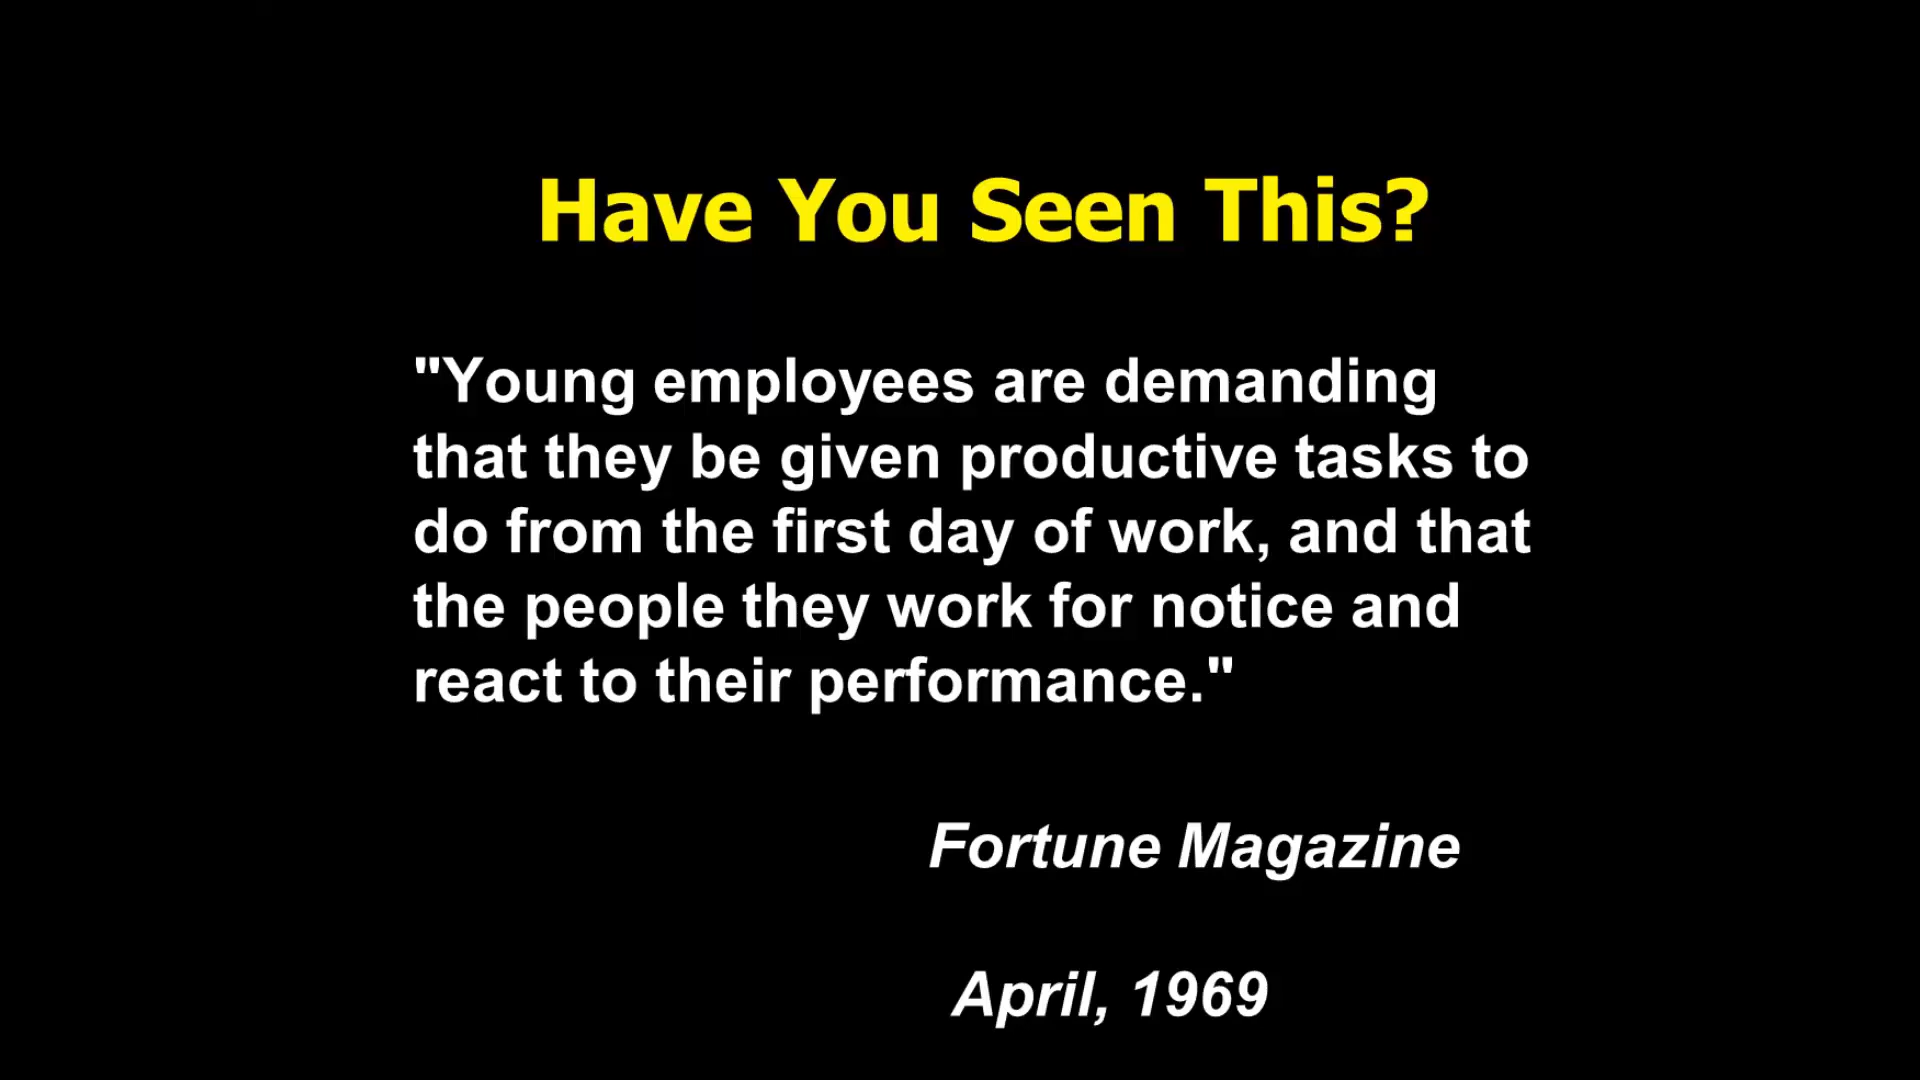 Have You Seen This?
"Young employees are demanding
that they be given productive tasks to
do from the first day of work, and that
the people they work for notice and
react to their performance."
Fortune Magazine
April, 1969